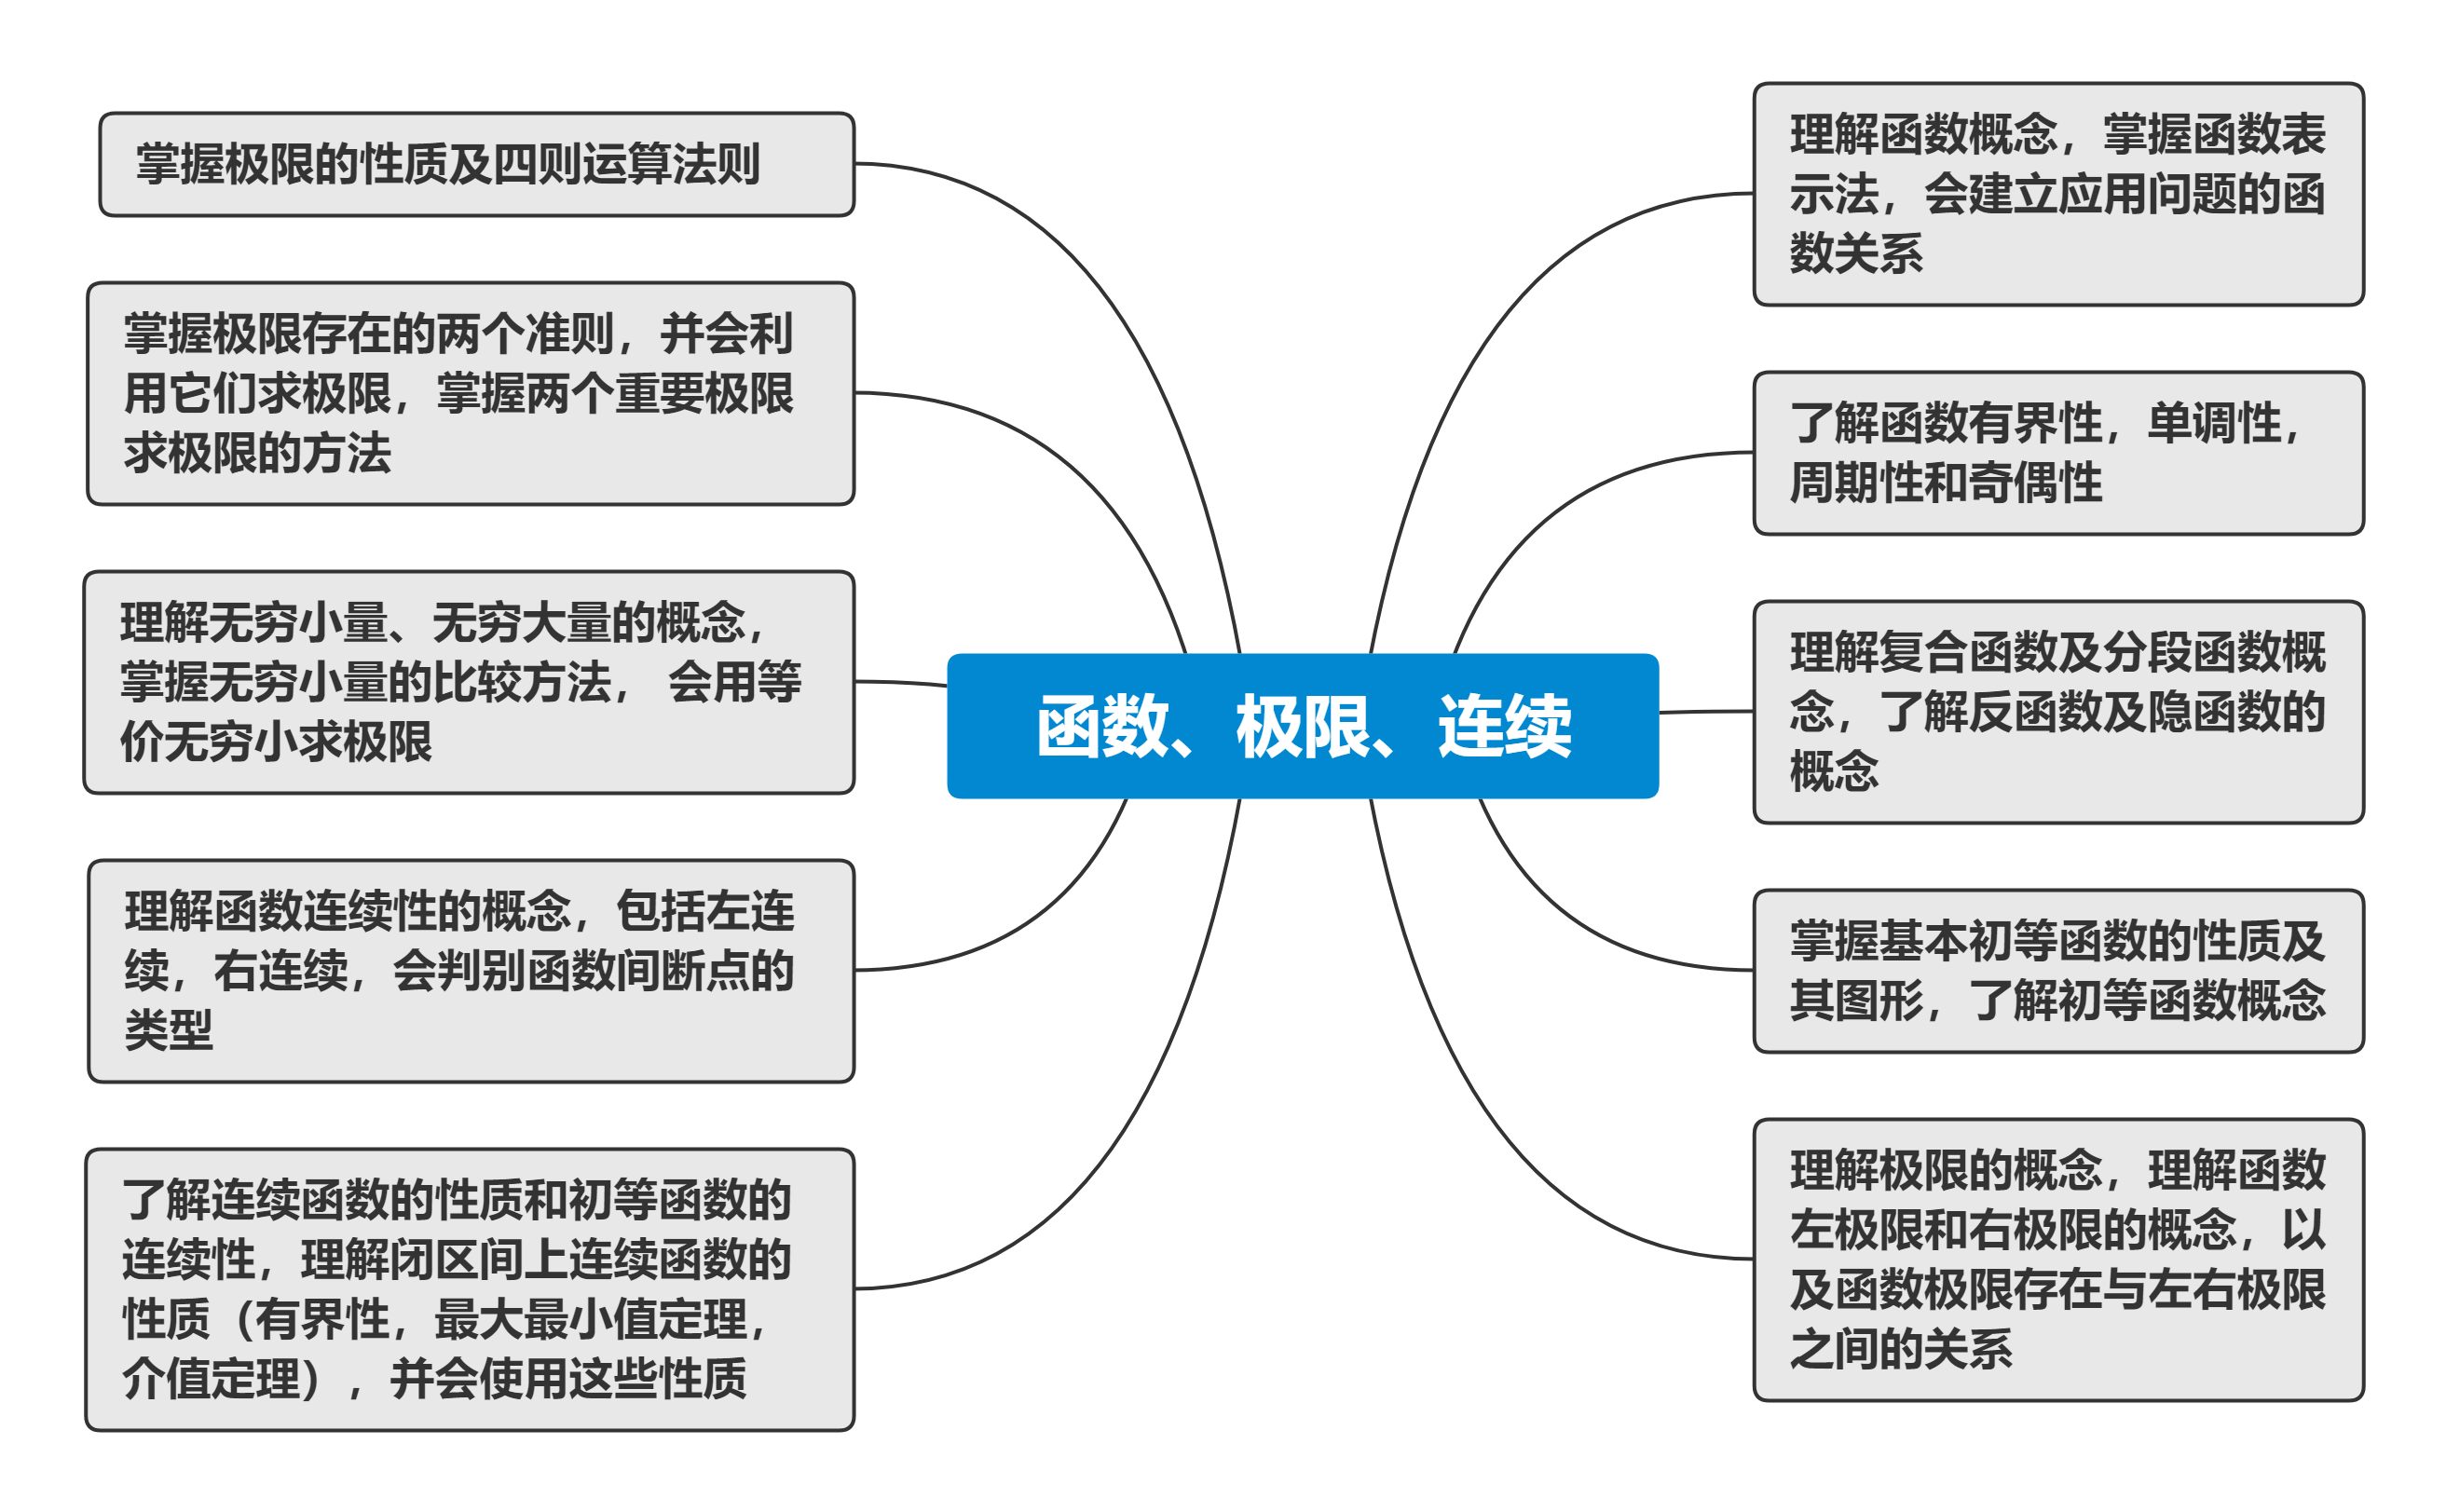 函数、极限、连续
理解函数概念，掌握函数表
示法，会建立应用问题的函
数关系
了解函数有界性，单调性，
周期性和奇偶性
理解复合函数及分段函数概
念，了解反函数及隐函数的
概念
掌握基本初等函数的性质及
其图形，了解初等函数概念
理解极限的概念，理解函数
左极限和右极限的概念，以
及函数极限存在与左右极限
之间的关系
掌握极限的性质及四则运算法则
掌握极限存在的两个准则，并会利
用它们求极限，掌握两个重要极限
求极限的方法
理解无穷小量、无穷大量的概念，
掌握无穷小量的比较方法， 会用等
价无穷小求极限
理解函数连续性的概念，包括左连
续，右连续，会判别函数间断点的
类型
了解连续函数的性质和初等函数的
连续性，理解闭区间上连续函数的
性质（有界性，最大最小值定理，
介值定理），并会使用这些性质